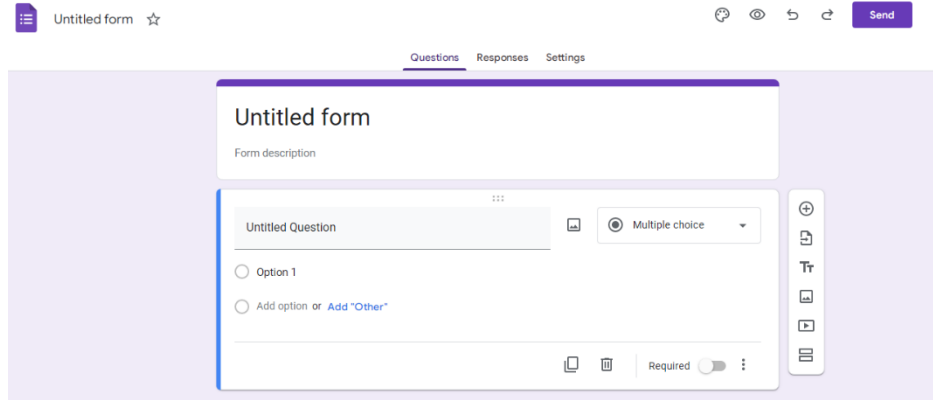 Untitled form
Send
Questions Responses Settings
Untitled form
Form description
Untitled Question
Multiple choice
Option 1
Add option or Add "Other"
Tт
Required